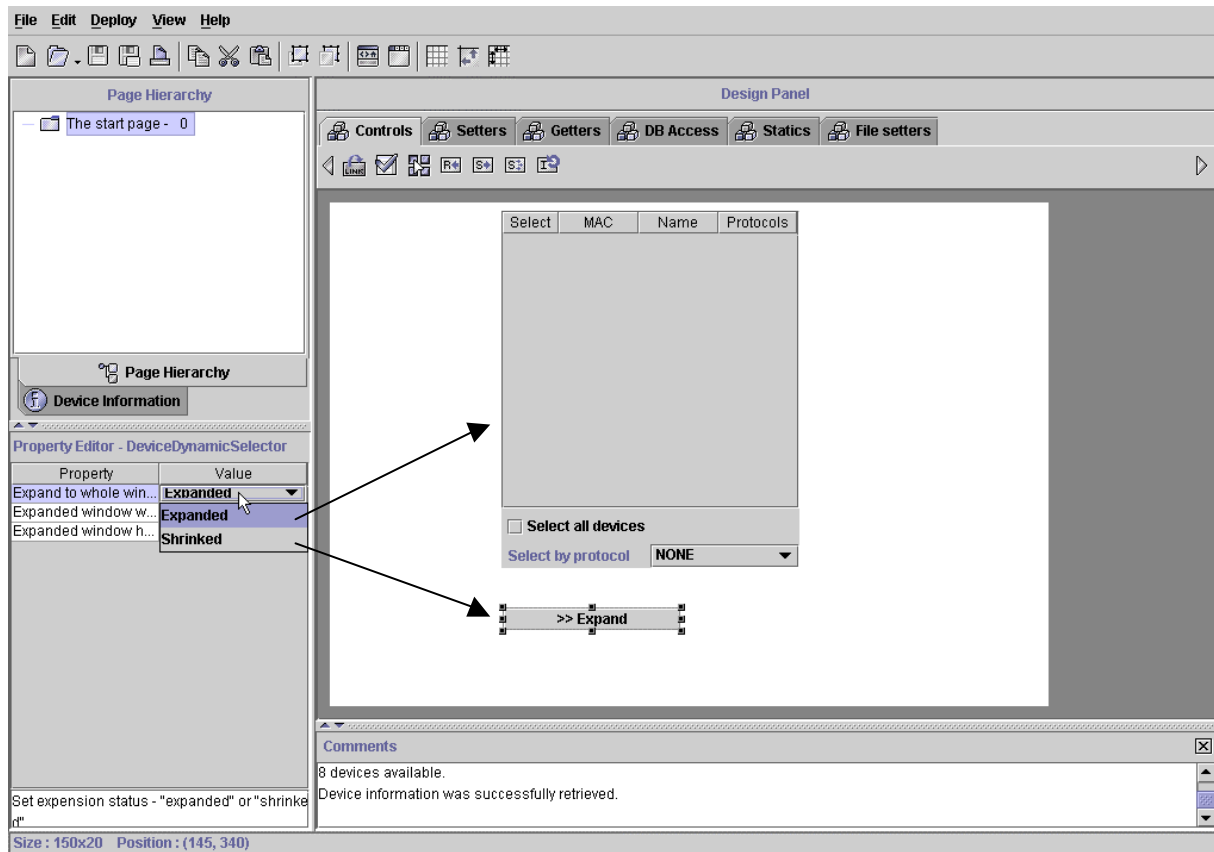 File Edit Deploy View Help
Page Hierarchy
The start page - 0
Page Hierarchy
Device Information
Property Editor - DeviceDynamicSelector
Property Value
Expand to whole win... Expanded
Expanded window w... Expanded
Expanded window h... Shrinked
Set expension status - "expanded" or "shrinke
d"
Design Panel
Controls Setters Getters DB Access Statics File setters
LINK R S S I
Select MAC Name Protocols
Select all devices
Select by protocol NONE
>> Expand
Comments
8 devices available.
Device information was successfully retrieved.
Size : 150x20 Position : (145, 340)